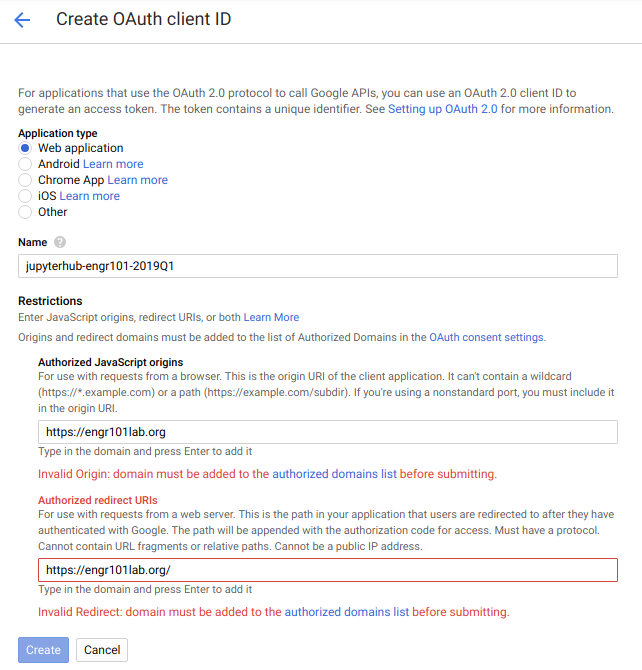 Create OAuth client ID
For applications that use the OAuth 2.0 protocol to call Google APIs, you can use an OAuth 2.0 client ID to
generate an access token. The token contains a unique identifier. See Setting up OAuth 2.0 for more information.
Application type
Web application
Android Learn more
Chrome App Learn more
iOS Learn more
Other
Name ?
jupyterhub-engr101-2019Q1
Restrictions
Enter JavaScript origins, redirect URIs, or both Learn More
Origins and redirect domains must be added to the list of Authorized Domains in the OAuth consent settings.
Authorized JavaScript origins
For use with requests from a browser. This is the origin URI of the client application. It can't contain a wildcard
(https://*.example.com) or a path (https://example.com/subdir). If you're using a nonstandard port, you must include it
in the origin URI.
https://engr101lab.org
Type in the domain and press Enter to add it
Invalid Origin: domain must be added to the authorized domains list before submitting.
Authorized redirect URIs
For use with requests from a web server. This is the path in your application that users are redirected to after they have
authenticated with Google. The path will be appended with the authorization code for access. Must have a protocol.
Cannot contain URL fragments or relative paths. Cannot be a public IP address.
https://engr101lab.org/
Type in the domain and press Enter to add it
Invalid Redirect: domain must be added to the authorized domains list before submitting.
Create Cancel